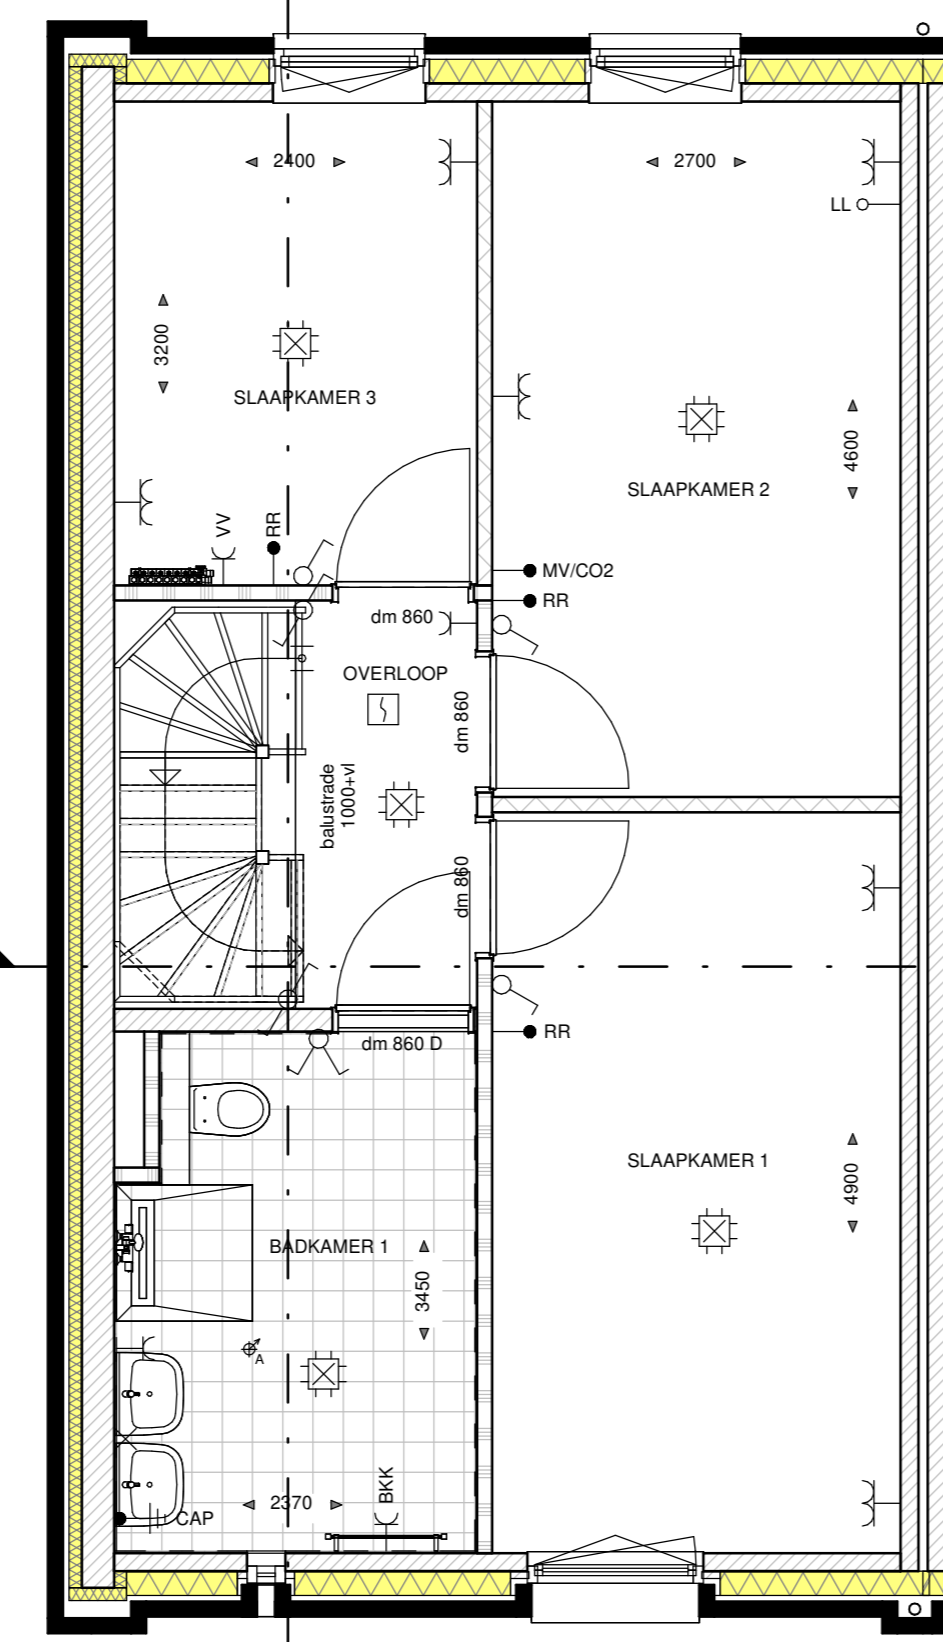 2400
2700
LL
3200
SLAAPKAMER 3
4600
SLAAPKAMER 2
VV
RR
MV/CO2
RR
dm 860
OVERLOOP
dm 860
balustrade
1000+vl
dm 860
RR
dm 860 D
SLAAPKAMER 1
4900
BADKAMER 1
3450
A
BKK
2370
CAP